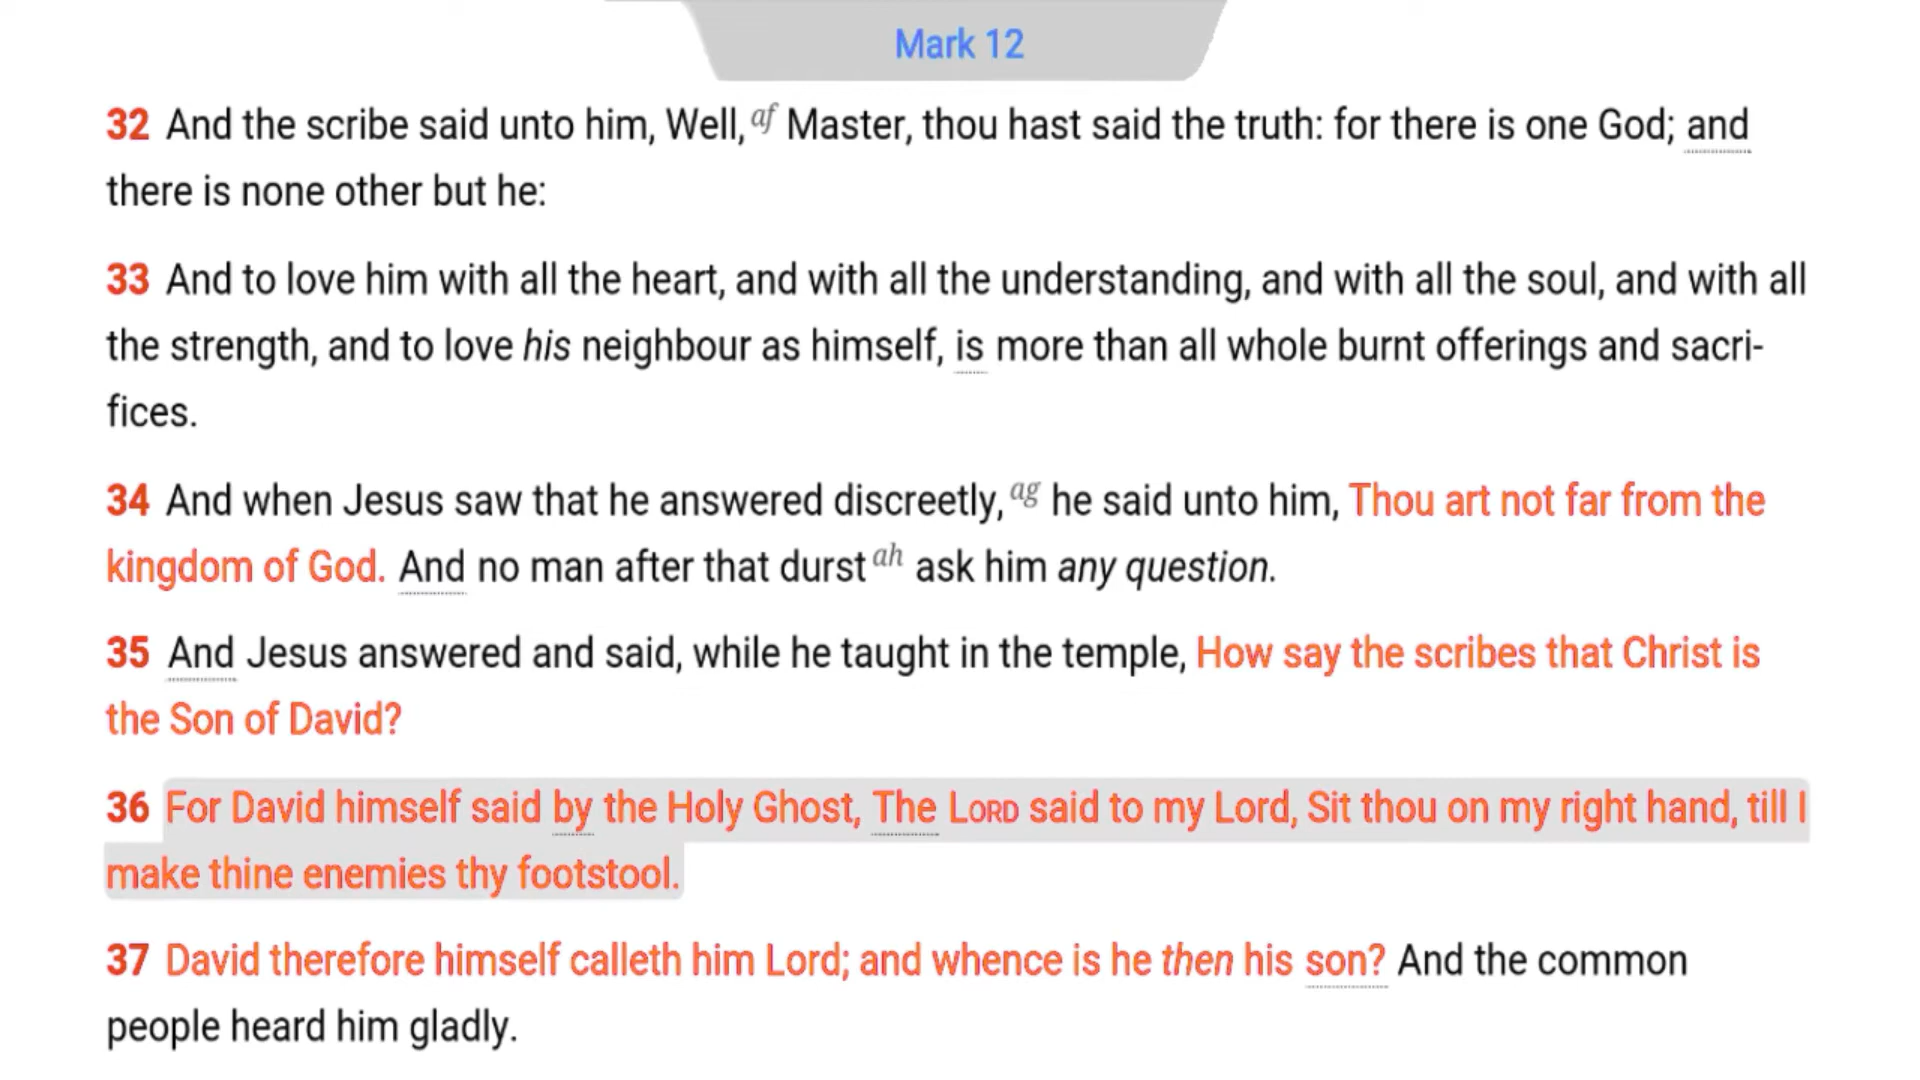 Mark 12
32 And the scribe said unto him, Well, af Master, thou hast said the truth: for there is one God; and
there is none other but he:
33 And to love him with all the heart, and with all the understanding, and with all the soul, and with all
the strength, and to love his neighbour as himself, is more than all whole burnt offerings and sacri-
fices.
34 And when Jesus saw that he answered discreetly, ag he said unto him, Thou art not far from the
kingdom of God. And no man after that durst ah ask him any question.
35 And Jesus answered and said, while he taught in the temple, How say the scribes that Christ is
the Son of David?
36 For David himself said by the Holy Ghost, The LORD said to my Lord, Sit thou on my right hand, till I
make thine enemies thy footstool.
37 David therefore himself calleth him Lord; and whence is he then his son? And the common
people heard him gladly.